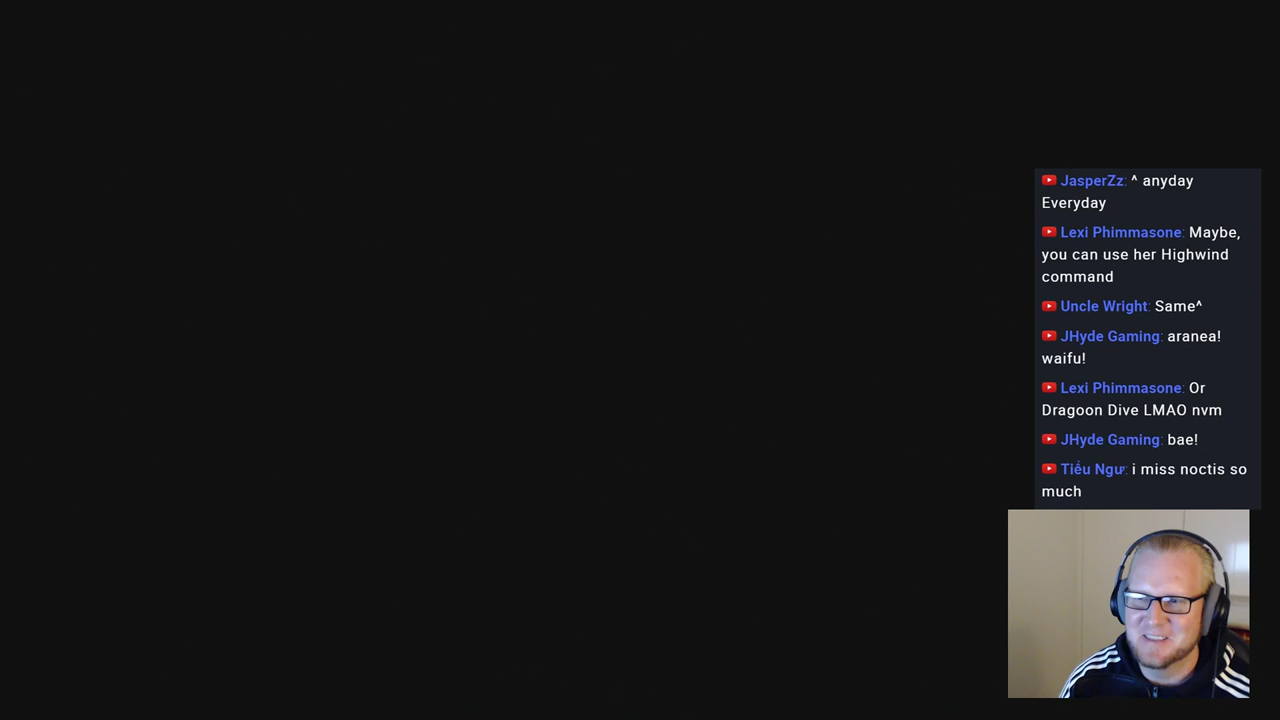 JasperZz: ^ anyday
Everyday
Lexi Phimmasone: Maybe,
you can use her Highwind
command
Uncle Wright: Same^
JHyde Gaming: aranea!
waifu!
Lexi Phimmasone: Or
Dragoon Dive LMAO nvm
JHyde Gaming: bae!
Tiểu Ngư: i miss noctis so
much